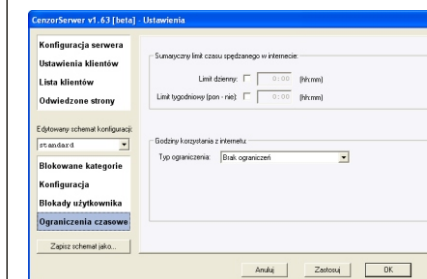 CenzorSerwer v1.63 [beta] - Ustawienia
Konfiguracja serwera
Ustawienia klientów
Lista klientów
Odwiedzone strony
Edytowany schemat konfiguracji:
standard
Blokowane kategorie
Konfiguracja
Blokady użytkownika
Ograniczenia czasowe
Zapisz schemat jako...
Sumaryczny limit czasu spędzanego w internecie:
Limit dzienny: 0:00 (hh:mm)
Limit tygodniowy (pon - nie): 0:00 (hh:mm)
Godziny korzystania z internetu:
Typ ograniczenia: Brak ograniczeń
Anuluj Zastosuj OK